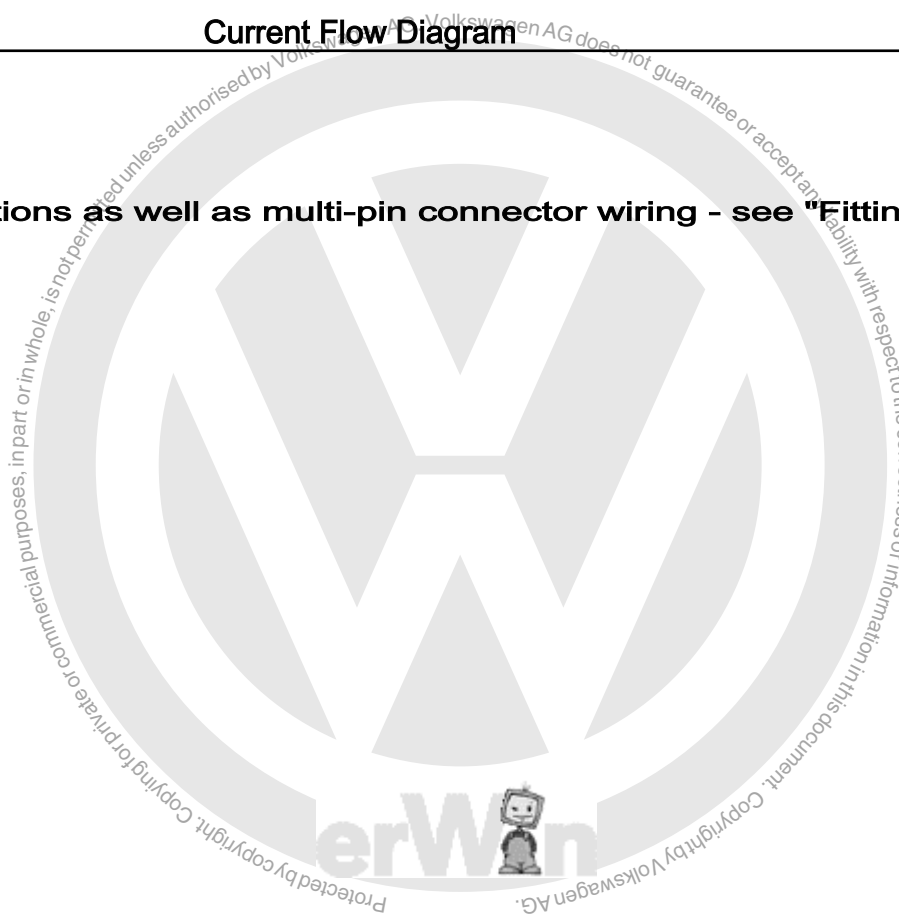 Current Flow Diagram
tions as well as multi-pin connector wiring - see "Fittin
Protected by copyright. Copying for private or commercial purposes, in part or in whole, is not permitted unless authorised by Volkswagen AG. Volkswagen AG does not guarantee or accept any liability with respect to the correctness of information in this document. Copyright by Volkswagen AG.
erWin